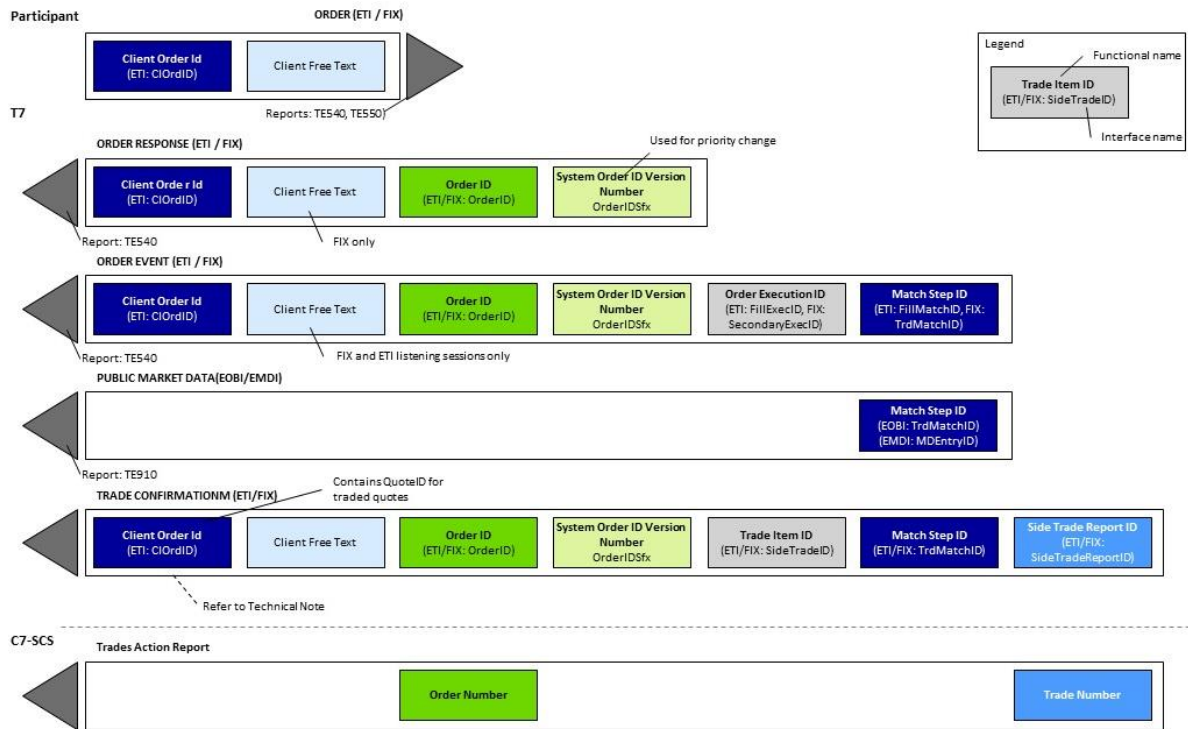 Participant
ORDER (ETI / FIX)
Client Order Id
(ETI: ClOrdID)
Client Free Text
Reports: TE540, TE550)
Legend
Functional name
Trade Item ID
(ETI/FIX: SideTradeID)
Interface name
T7
ORDER RESPONSE (ETI / FIX)
Used for priority change
Client Order Id
(ETI: ClOrdID)
Client Free Text
Order ID
(ETI/FIX: OrderID)
System Order ID Version
Number
OrderIDSfx
Report: TE540
FIX only
ORDER EVENT (ETI / FIX)
Client Order Id
(ETI: ClOrdID)
Client Free Text
Order ID
(ETI/FIX: OrderID)
System Order ID Version
Number
OrderIDSfx
Order Execution ID
(ETI: FillExecID, FIX:
SecondaryExecID)
Match Step ID
(ETI: FillMatchID, FIX:
TrdMatchID)
Report: TE540
FIX and ETI listening sessions only
PUBLIC MARKET DATA(EOBI/EMDI)
Match Step ID
(EOBI: TrdMatchID)
(EMDI: MDEntryID)
Report: TE910
Contains QuoteID for
traded quotes
TRADE CONFIRMATIONM (ETI/FIX)
Client Order Id
(ETI: ClOrdID)
Client Free Text
Order ID
(ETI/FIX: OrderID)
System Order ID Version
Number
OrderIDSfx
Trade Item ID
(ETI/FIX: SideTradeID)
Match Step ID
(ETI/FIX: TrdMatchID)
Side Trade Report ID
(ETI/FIX:
SideTradeReportID)
Refer to Technical Note
C7-SCS
Trades Action Report
Order Number
Trade Number